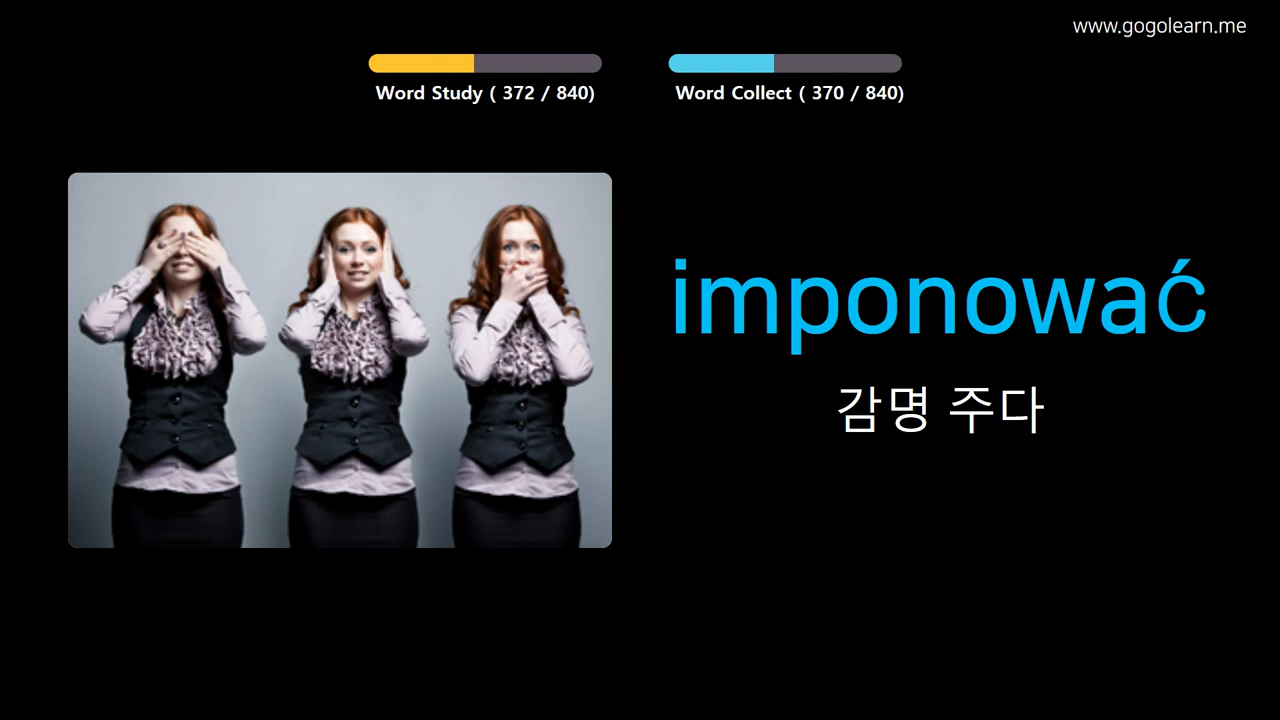 www.gogolearn.me
Word Study ( 372 / 840)
Word Collect ( 370 / 840)
imponować
감명 주다